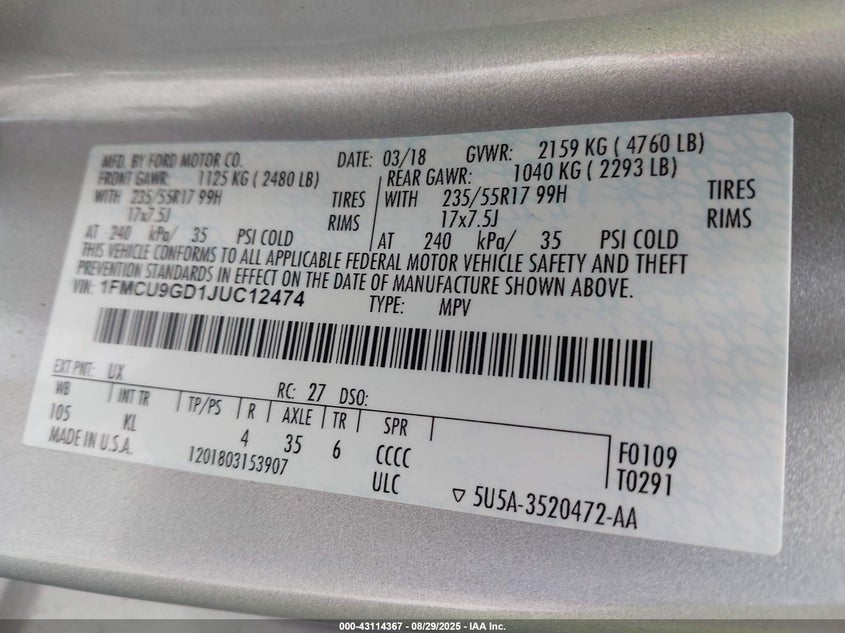 MFD. BY FORD MOTOR CO. DATE: 03/18 GVWR: 2159 KG ( 4760 LB)
FRONT GAWR: 1125 KG ( 2480 LB) REAR GAWR: 1040 KG ( 2293 LB)
WITH 235/55R17 99H TIRES WITH 235/55R17 99H TIRES
17x7.5J RIMS 17x7.5J RIMS
AT 240 kPa/ 35 PSI COLD AT 240 kPa/ 35 PSI COLD
THIS VEHICLE CONFORMS TO ALL APPLICABLE FEDERAL MOTOR VEHICLE SAFETY AND THEFT
PREVENTION STANDARDS IN EFFECT ON THE DATE OF MANUFACTURE SHOWN ABOVE.
VIN: 1FMCU9GD1JUC12474 TYPE: MPV
EXT PNT: UX RC: 27 DSO:
WB INT TR TP/PS R AXLE TR SPR
105 KL 4 35 6 CCCC F0109
MADE IN U.S.A. 1201803153907 ULC T0291
▽ 5U5A-3520472-AA
000-43114367 - 08/29/2025 - IAA Inc.